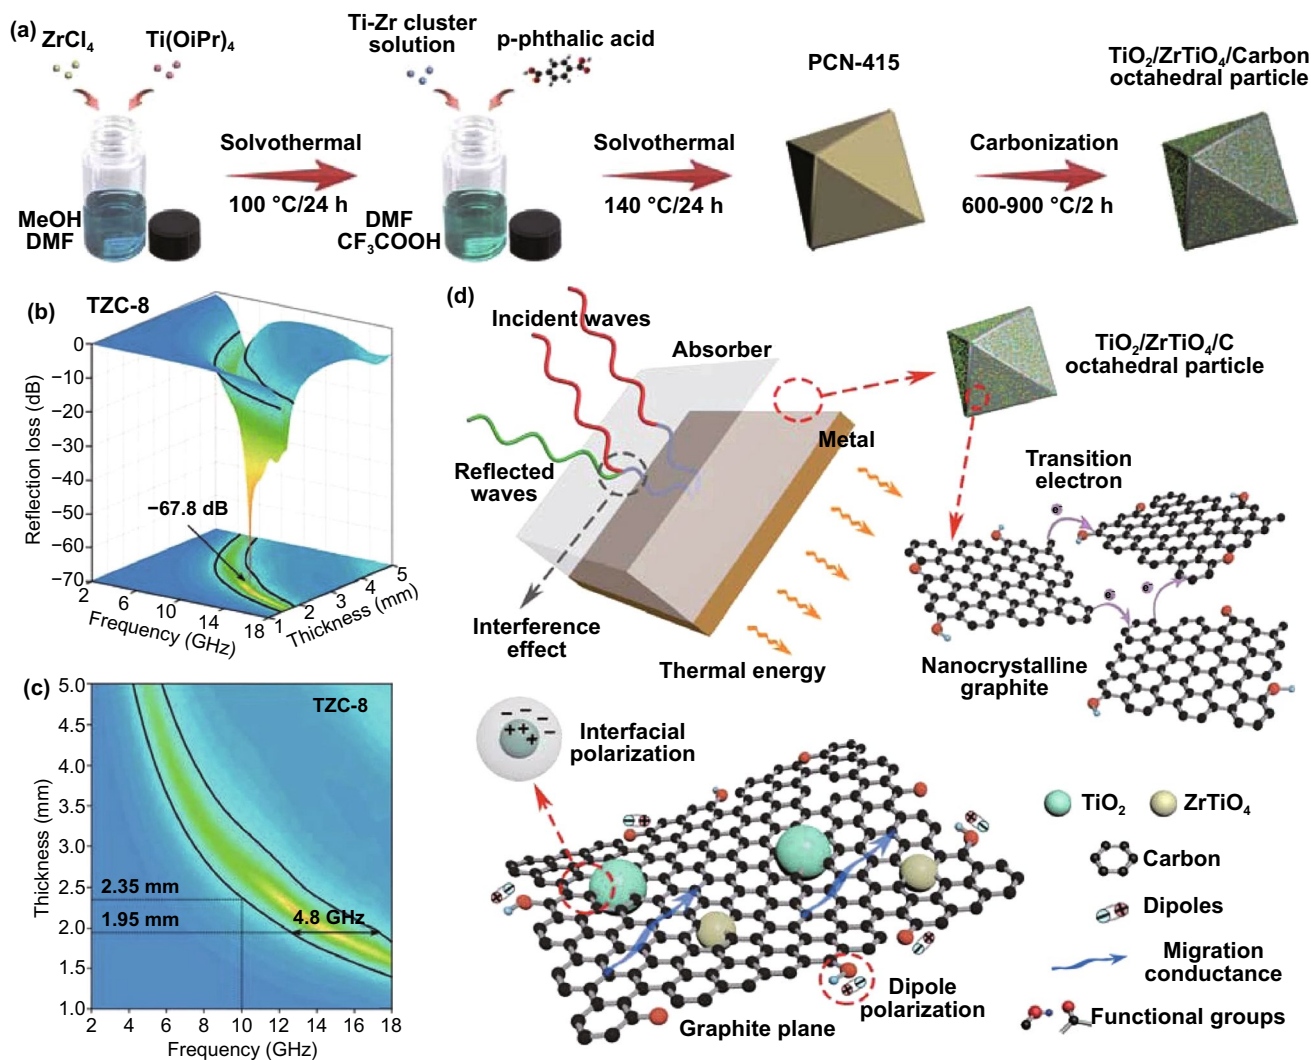 (a)
ZrCl4
Ti(OiPr)4
MeOH
DMF
Solvothermal
100 °C/24 h
Ti-Zr cluster
solution
p-phthalic acid
DMF
CF3COOH
Solvothermal
140 °C/24 h
PCN-415
Carbonization
600-900 °C/2 h
TiO2/ZrTiO4/Carbon
octahedral particle
(b)
TZC-8
Reflection loss (dB)
0
−10
−20
−30
−40
−50
−60
−70
−67.8 dB
2
6
10
14
18
Frequency (GHz)
1
2
3
4
5
Thickness (mm)
(c)
TZC-8
Thickness (mm)
5.0
4.5
4.0
3.5
3.0
2.5
2.0
1.5
1.0
2.35 mm
1.95 mm
4.8 GHz
2 4 6 8 10 12 14 16 18
Frequency (GHz)
(d)
Incident waves
Absorber
Reflected
waves
Metal
Interference
effect
Thermal energy
TiO2/ZrTiO4/C
octahedral particle
Transition
electron
e-
e-
e-
Nanocrystalline
graphite
Interfacial
polarization
− − − − −
+ + +
Graphite plane
Dipole
polarization
TiO2
ZrTiO4
Carbon
Dipoles
Migration
conductance
Functional groups